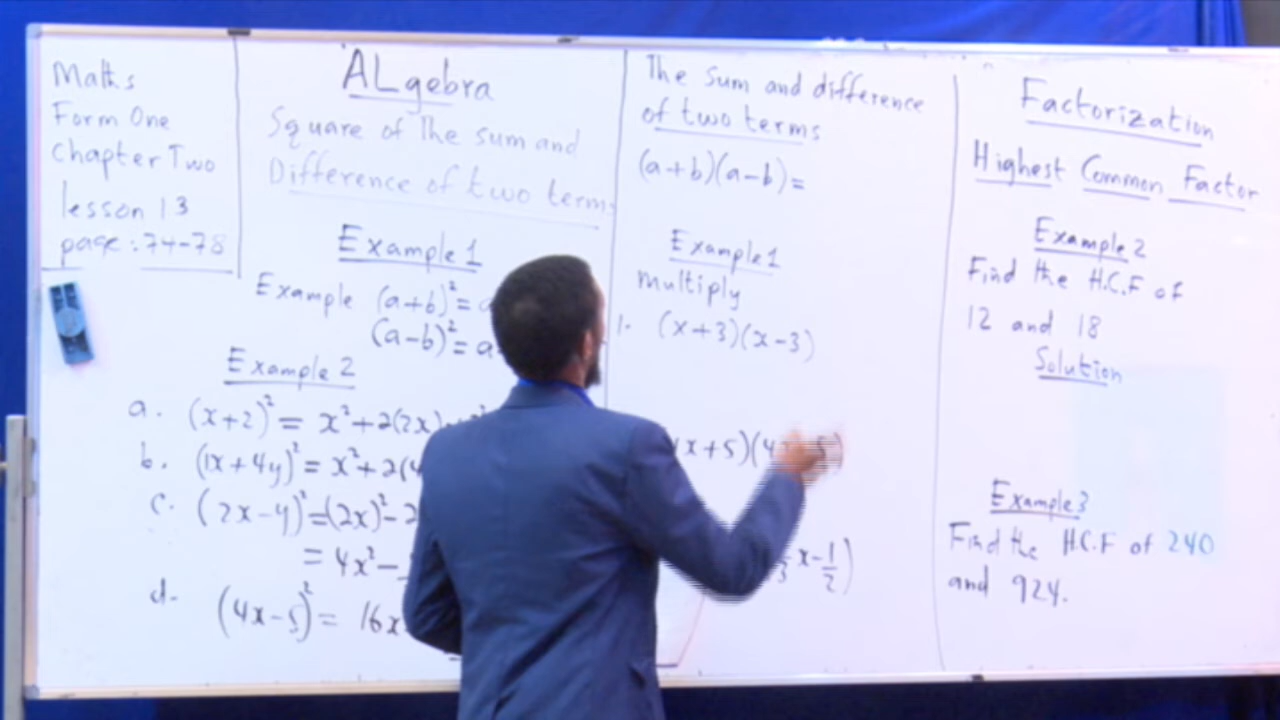 Maths
Form One
Chapter Two
lesson 13
page: 74-78
ALgebra
Square of The sum and
Difference of two terms
Example 1
Example (a+b)²= a
(a-b)²= a
Example 2
a. (x+2)² = x²+2(2x)
b. (1x+4y)² = x²+2(4
c. (2x-y)²=(2x)²-2
= 4x²-
d. (4x-5)² = 16x
The sum and difference
of two terms
(a+b)(a-b)=
Example 1
multiply
1. (x+3)(x-3)
x+5)(4 5)
x-1/2)
Factorization
Highest Common Factor
Example 2
Find the H.C.F of
12 and 18
Solution
Example 3
Find the H.C.F of 240
and 924.